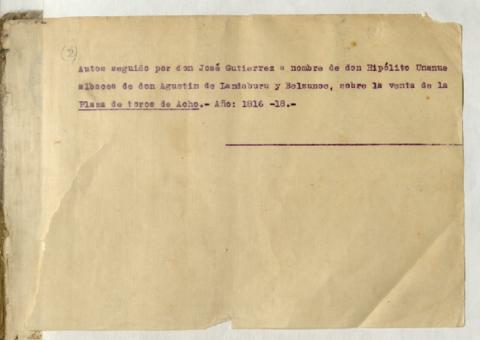 (2)
Autos seguido por don José Gutierrez a nombre de don Hipólito Unanue
albacea de don Agustin de Landaburu y Belzunce, sobre la venta de la
Plaza de toros de Acho.- Año: 1816 -18.-